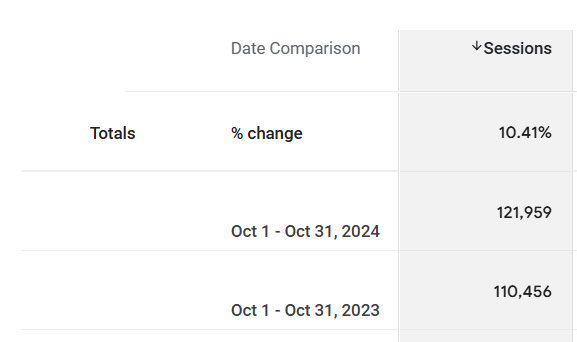 Date Comparison ↓Sessions
Totals % change 10.41%
121,959
Oct 1 - Oct 31, 2024
110,456
Oct 1 - Oct 31, 2023